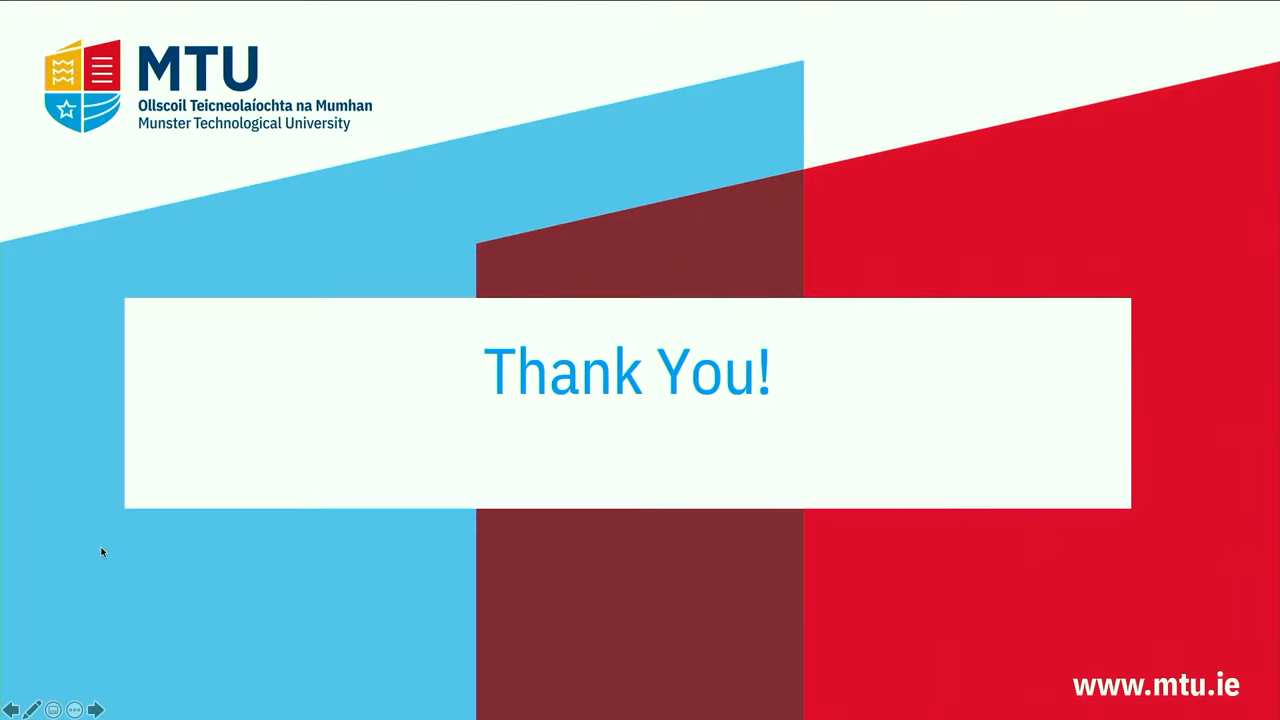 MTU
Ollscoil Teicneolaíochta na Mumhan
Munster Technological University
Thank You!
www.mtu.ie